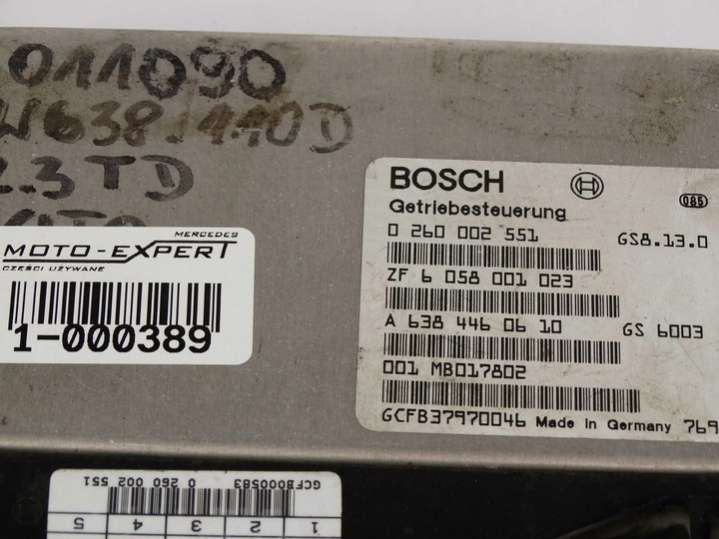 011090
W638.110D
2.3TD
MERCEDES
MOTO-EXPERT
CZĘŚCI UŻYWANE
1-000389
BOSCH
085
Getriebesteuerung
0 260 002 551 GS8.13.0
ZF 6 058 001 023
A 638 446 06 10 GS 6003
001 MB017802
GCFB37970046 Made in Germany 769
GCFB000583 0 260 002 551
1 2 3 4 5